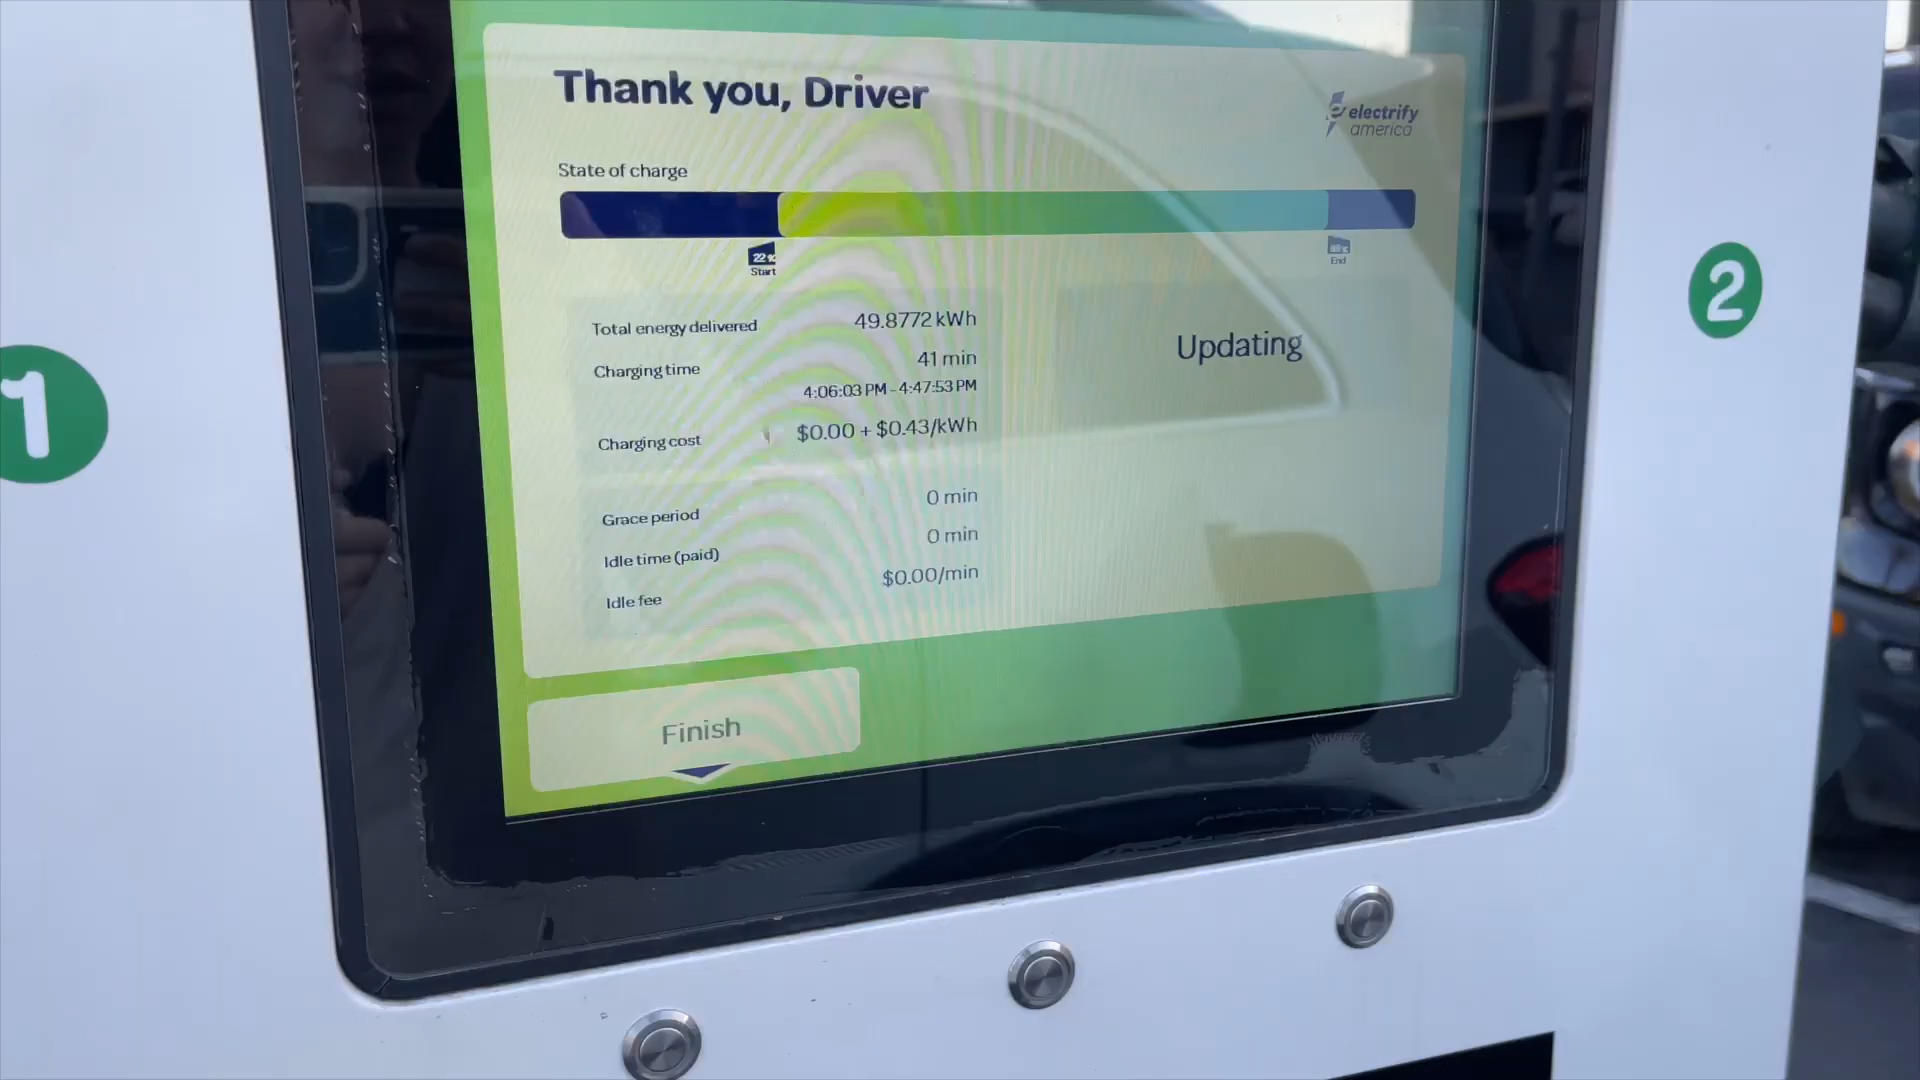 Thank you, Driver
electrify
america
State of charge
22%
Start
End
Total energy delivered 49.8772 kWh
Charging time 41 min
4:06:03 PM - 4:47:53 PM
Charging cost $0.00 + $0.43/kWh
Updating
Grace period 0 min
Idle time (paid) 0 min
Idle fee $0.00/min
Finish
1
2